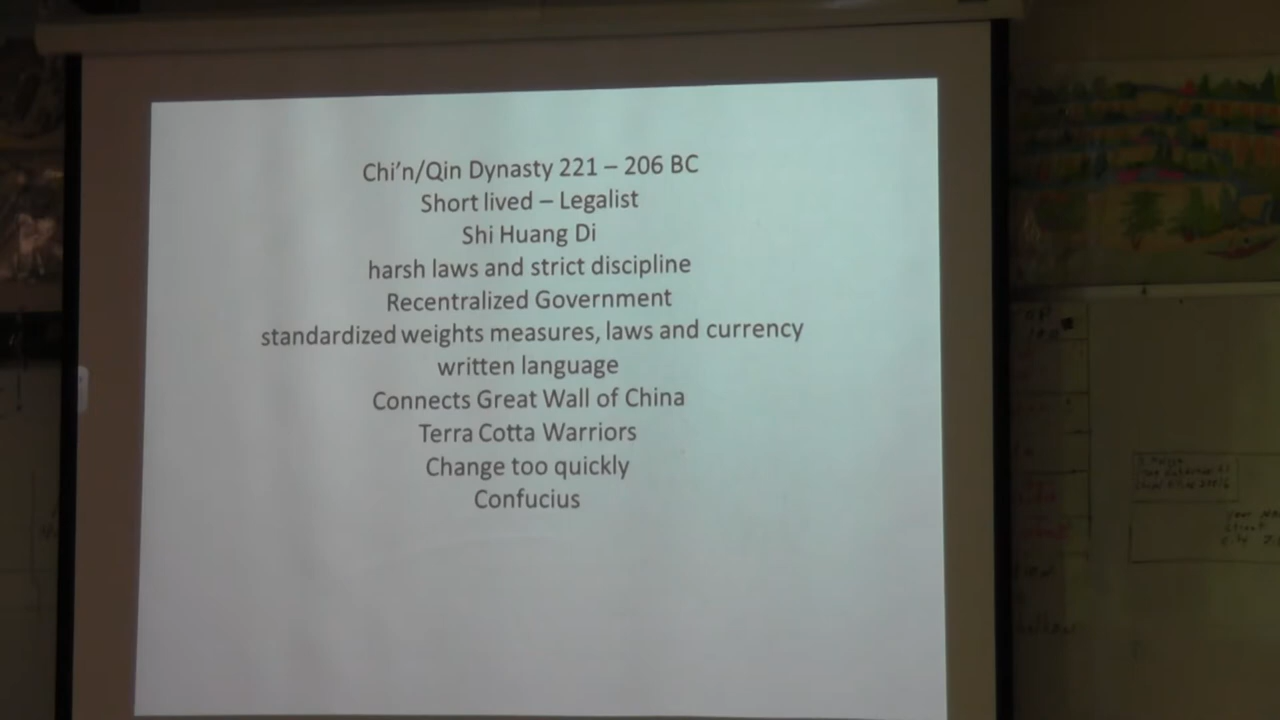 Chi'n/Qin Dynasty 221 – 206 BC
Short lived – Legalist
Shi Huang Di
harsh laws and strict discipline
Recentralized Government
standardized weights measures, laws and currency
written language
Connects Great Wall of China
Terra Cotta Warriors
Change too quickly
Confucius